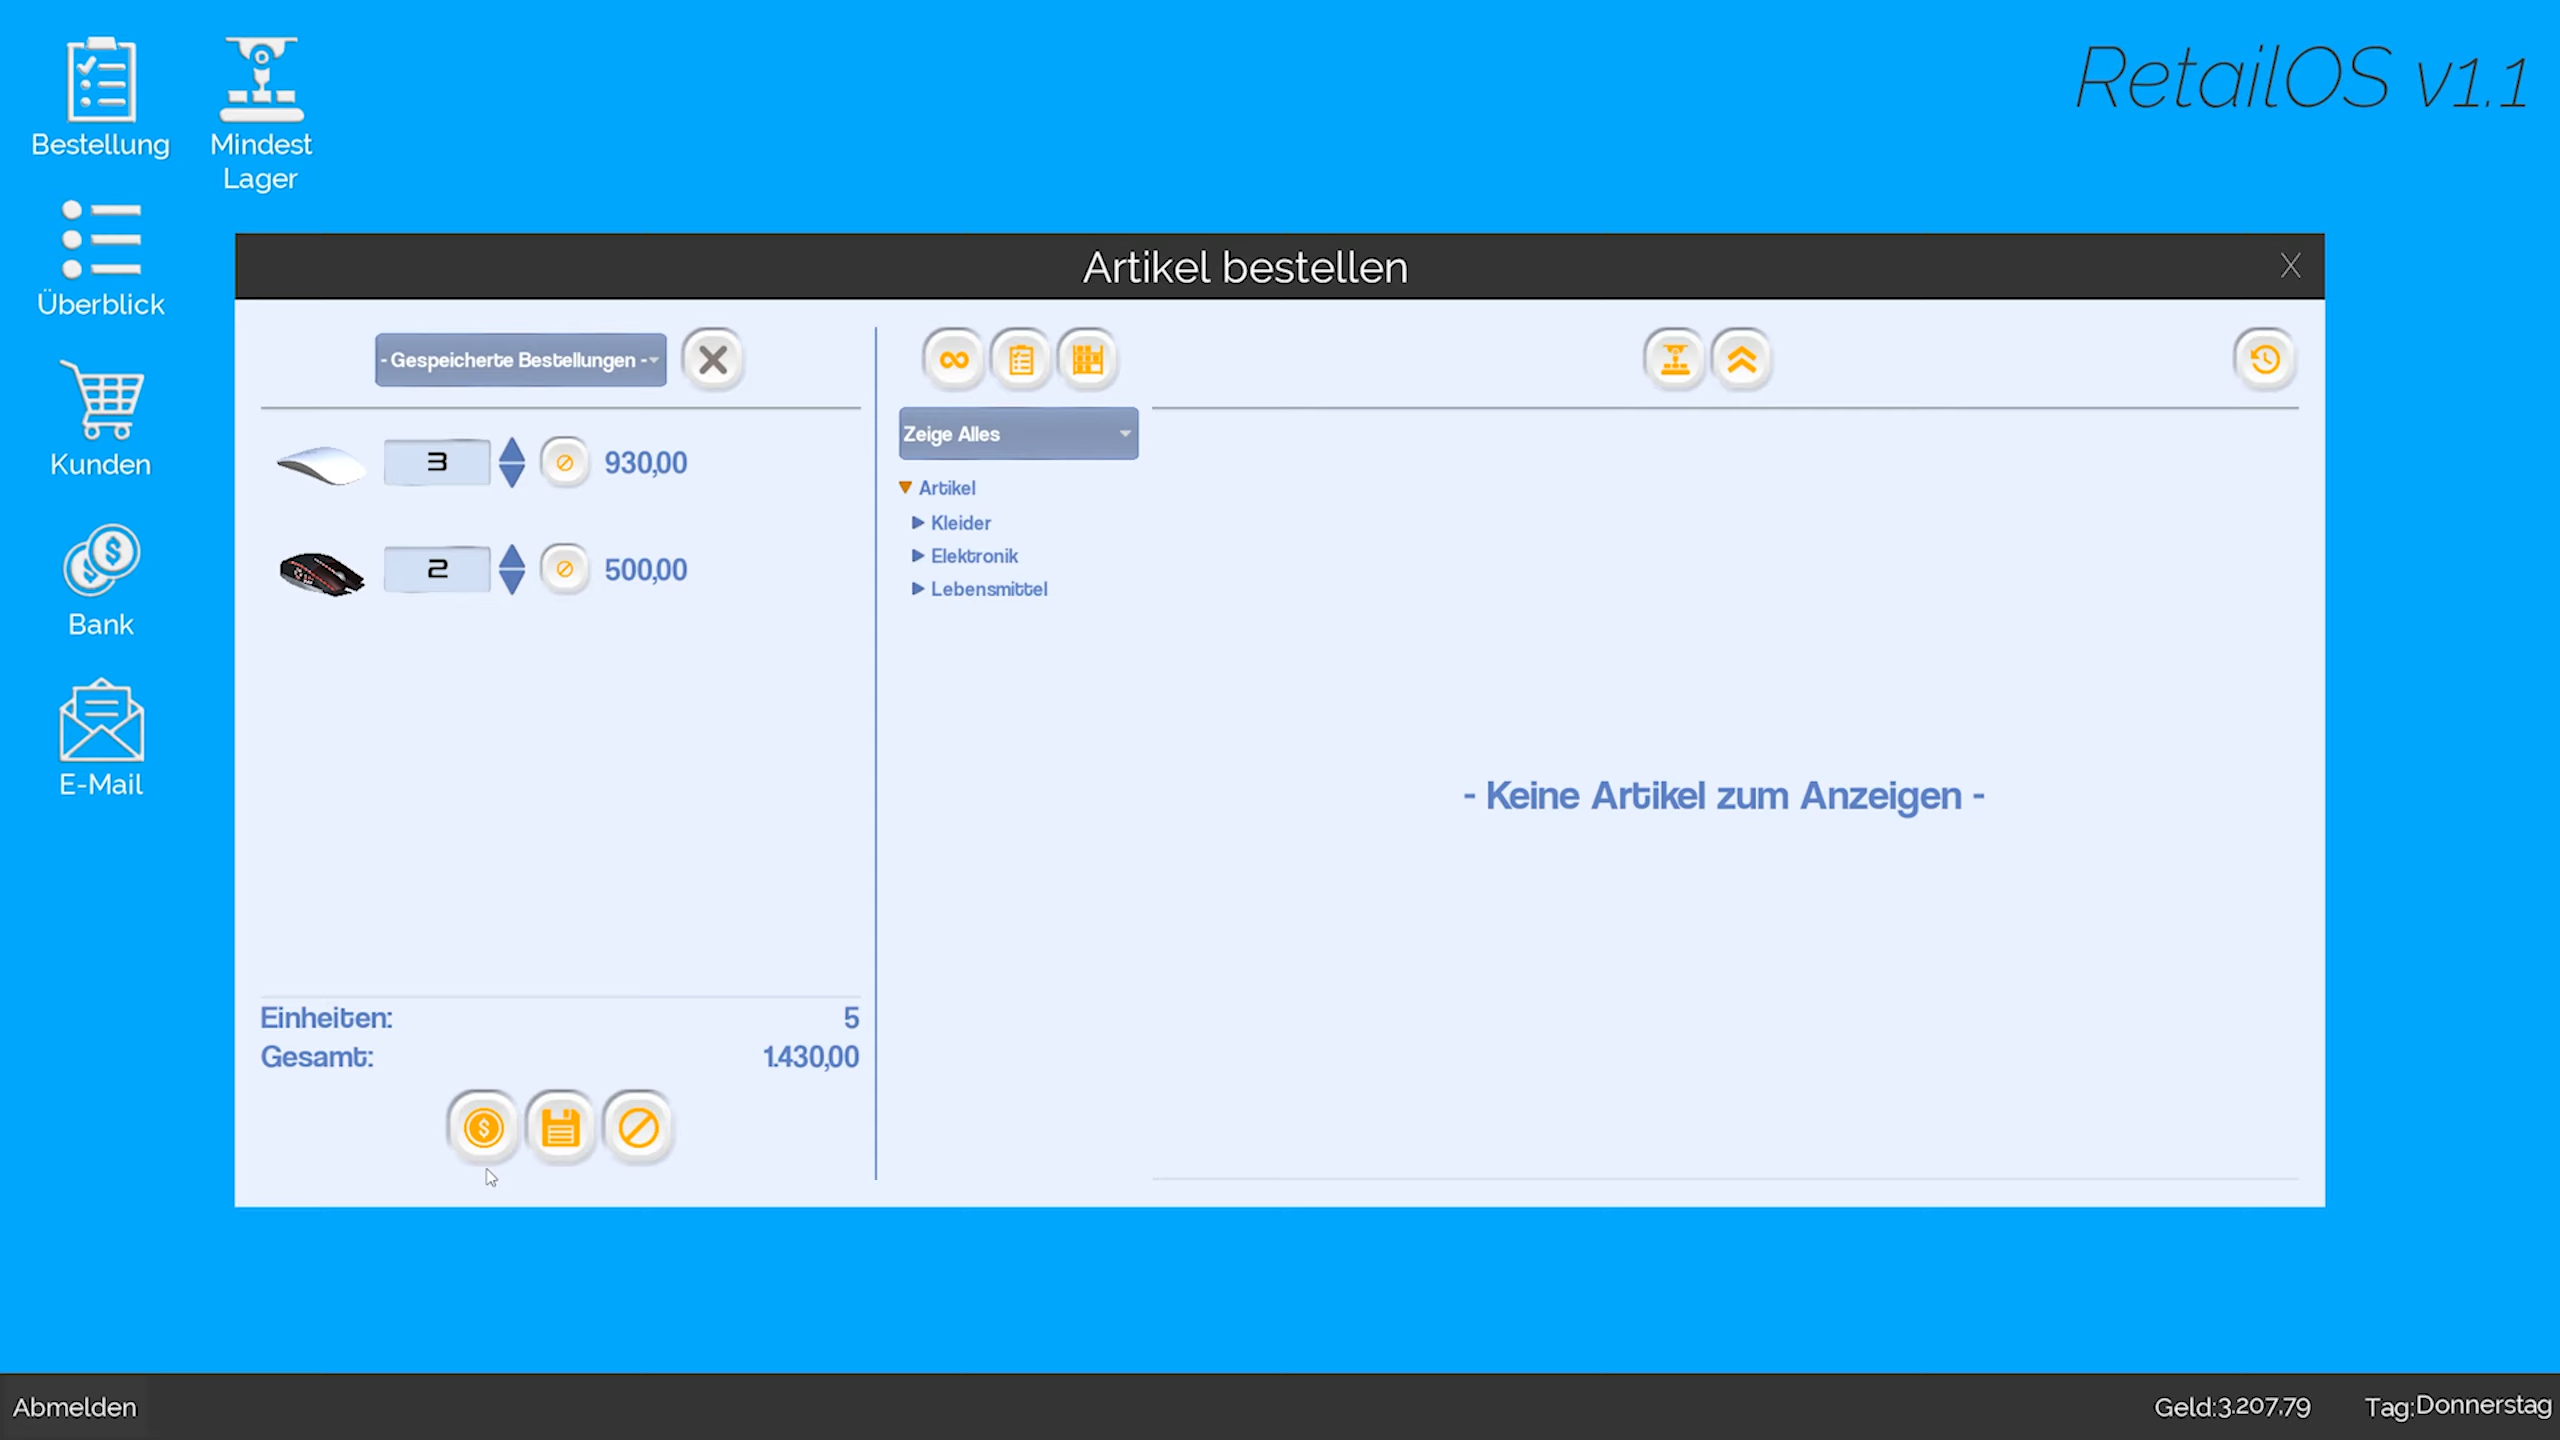 Bestellung
Mindest
Lager
RetailOS v1.1
Überblick
Kunden
Bank
E-Mail
Artikel bestellen
X
- Gespeicherte Bestellungen -
3
930,00
2
500,00
Einheiten:
5
Gesamt:
1.430,00
Zeige Alles
Artikel
Kleider
Elektronik
Lebensmittel
- Keine Artikel zum Anzeigen -
Abmelden
Geld:3.207,79
Tag:Donnerstag